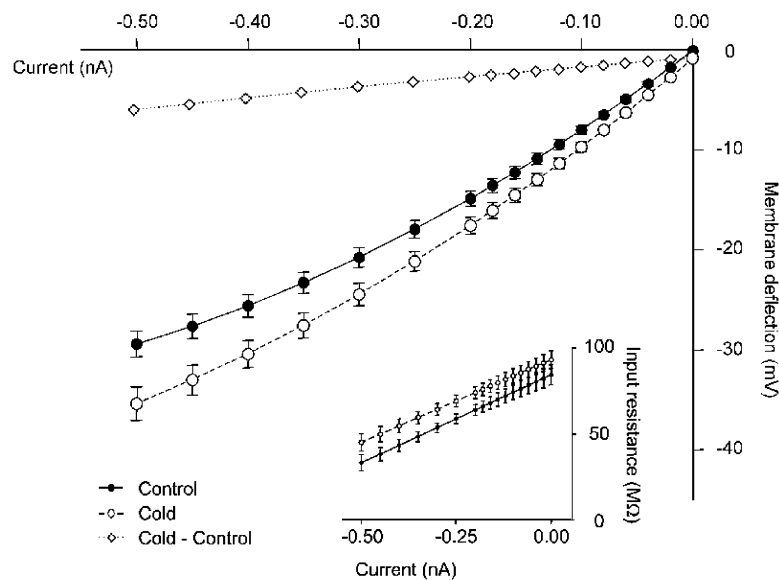 -0.50 -0.40 -0.30 -0.20 -0.10 0.00
Current (nA)
0
-10
-20
-30
-40
Membrane deflection (mV)
Control
Cold
Cold - Control
100
50
0
Input resistance (MΩ)
-0.50 -0.25 0.00
Current (nA)